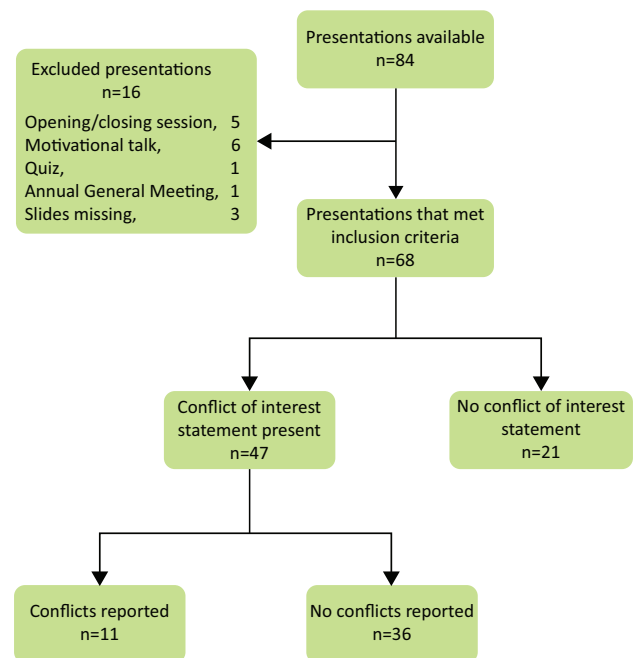 Presentations available
n=84
Excluded presentations
n=16
Opening/closing session, 5
Motivational talk, 6
Quiz, 1
Annual General Meeting, 1
Slides missing, 3
Presentations that met
inclusion criteria
n=68
Conflict of interest
statement present
n=47
No conflict of interest
statement
n=21
Conflicts reported
n=11
No conflicts reported
n=36